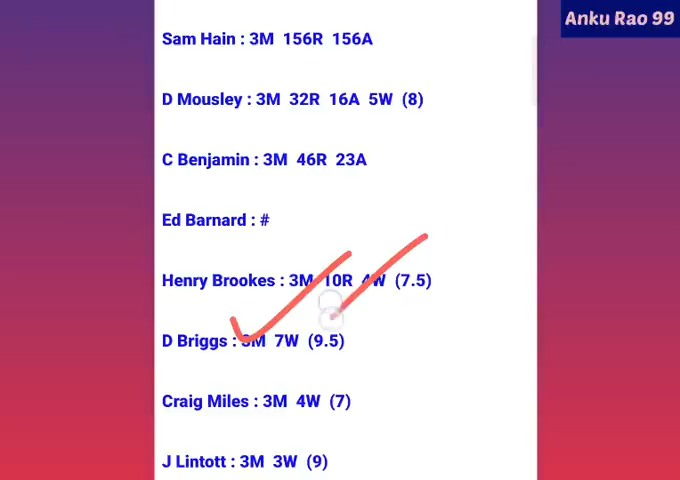 Anku Rao 99
Sam Hain : 3M 156R 156A
D Mousley : 3M 32R 16A 5W (8)
C Benjamin : 3M 46R 23A
Ed Barnard : #
Henry Brookes : 3M 10R 4W (7.5)
D Briggs : 3M 7W (9.5)
Craig Miles : 3M 4W (7)
J Lintott : 3M 3W (9)